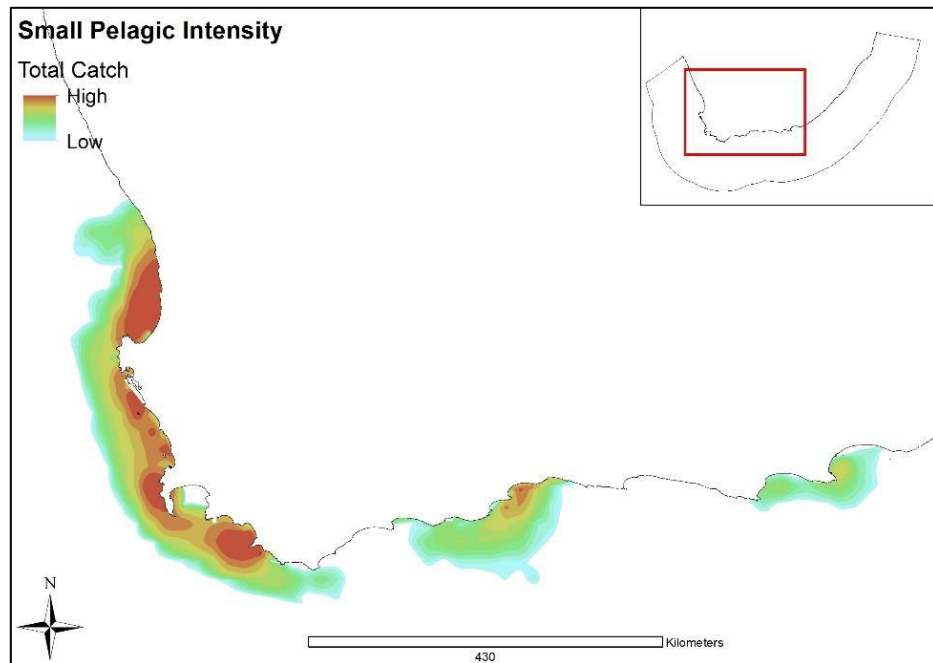 Small Pelagic Intensity
Total Catch
High
Low
N
Kilometers
430